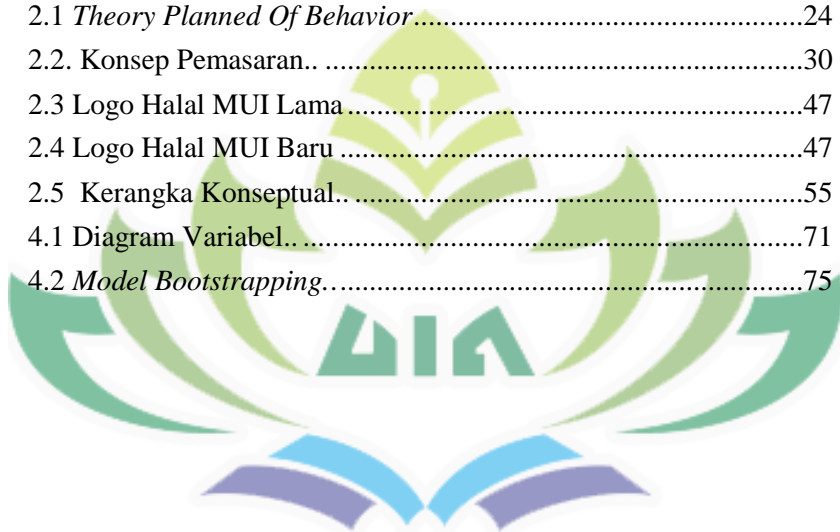 2.1 Theory Planned Of Behavior................................................................24
2.2. Konsep Pemasaran.. ................................................................30
2.3 Logo Halal MUI Lama................................................................47
2.4 Logo Halal MUI Baru................................................................47
2.5  Kerangka Konseptual.. ................................................................55
4.1 Diagram Variabel.. ................................................................71
4.2 Model Bootstrapping..................................................................75
UIN